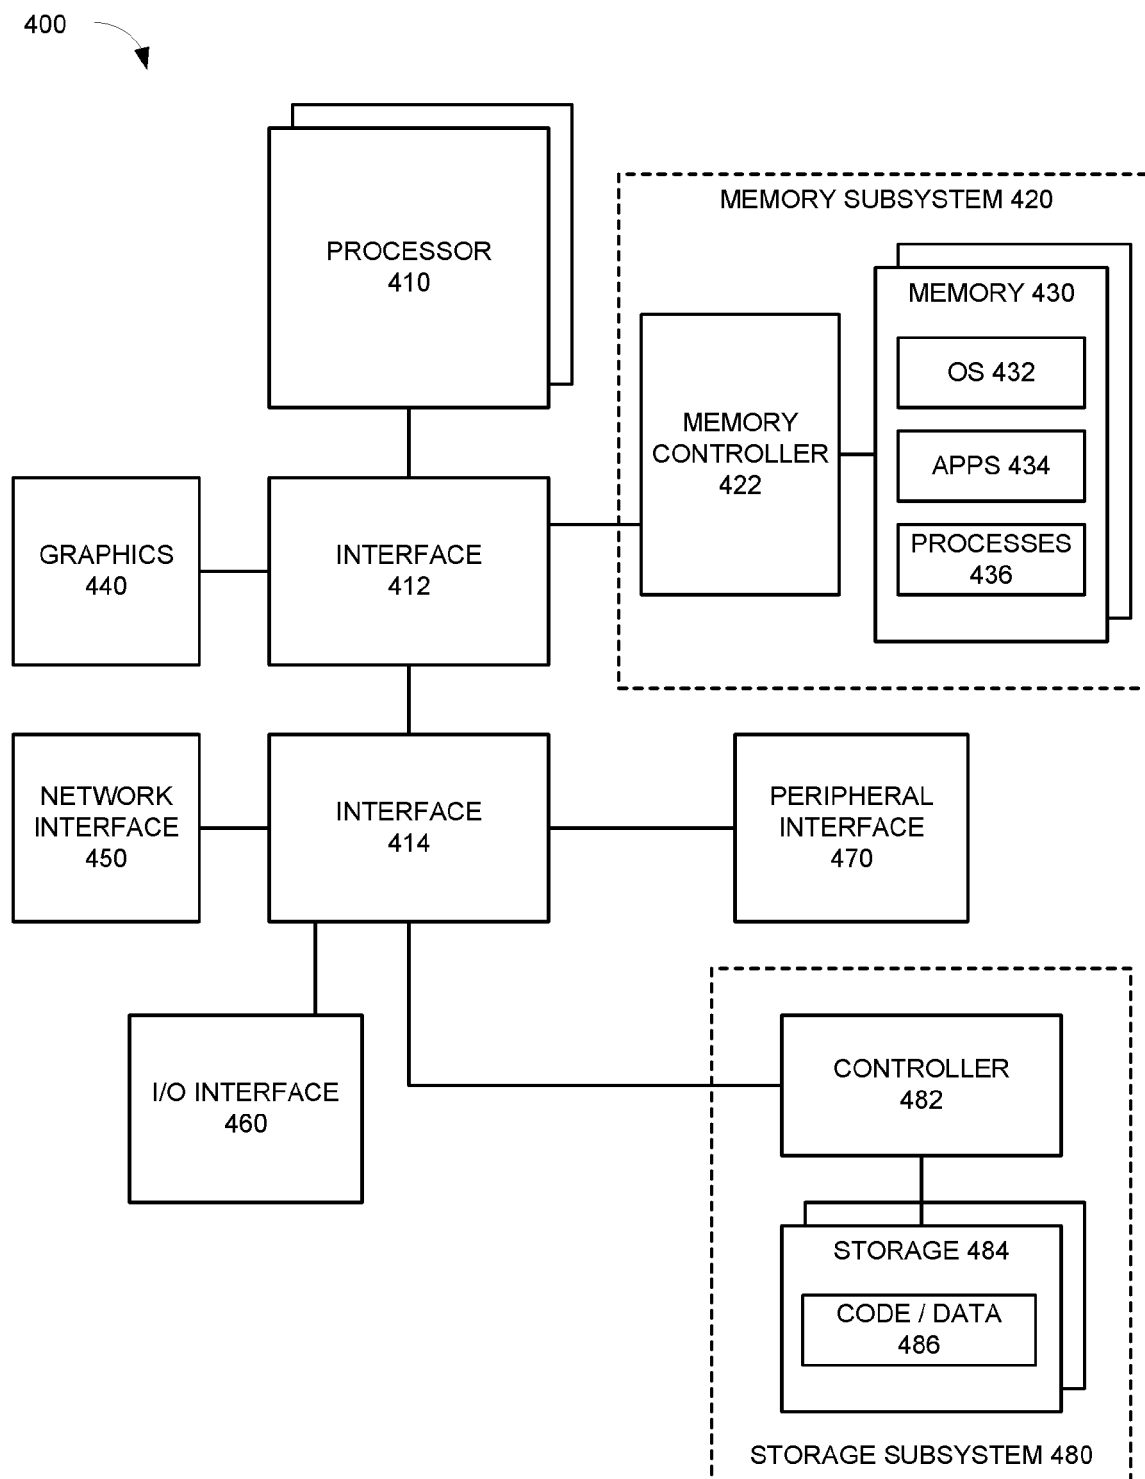 400
PROCESSOR
410
MEMORY SUBSYSTEM 420
MEMORY 430
OS 432
MEMORY
CONTROLLER
422
APPS 434
PROCESSES
436
GRAPHICS
440
INTERFACE
412
NETWORK
INTERFACE
450
INTERFACE
414
PERIPHERAL
INTERFACE
470
I/O INTERFACE
460
CONTROLLER
482
STORAGE 484
CODE / DATA
486
STORAGE SUBSYSTEM 480